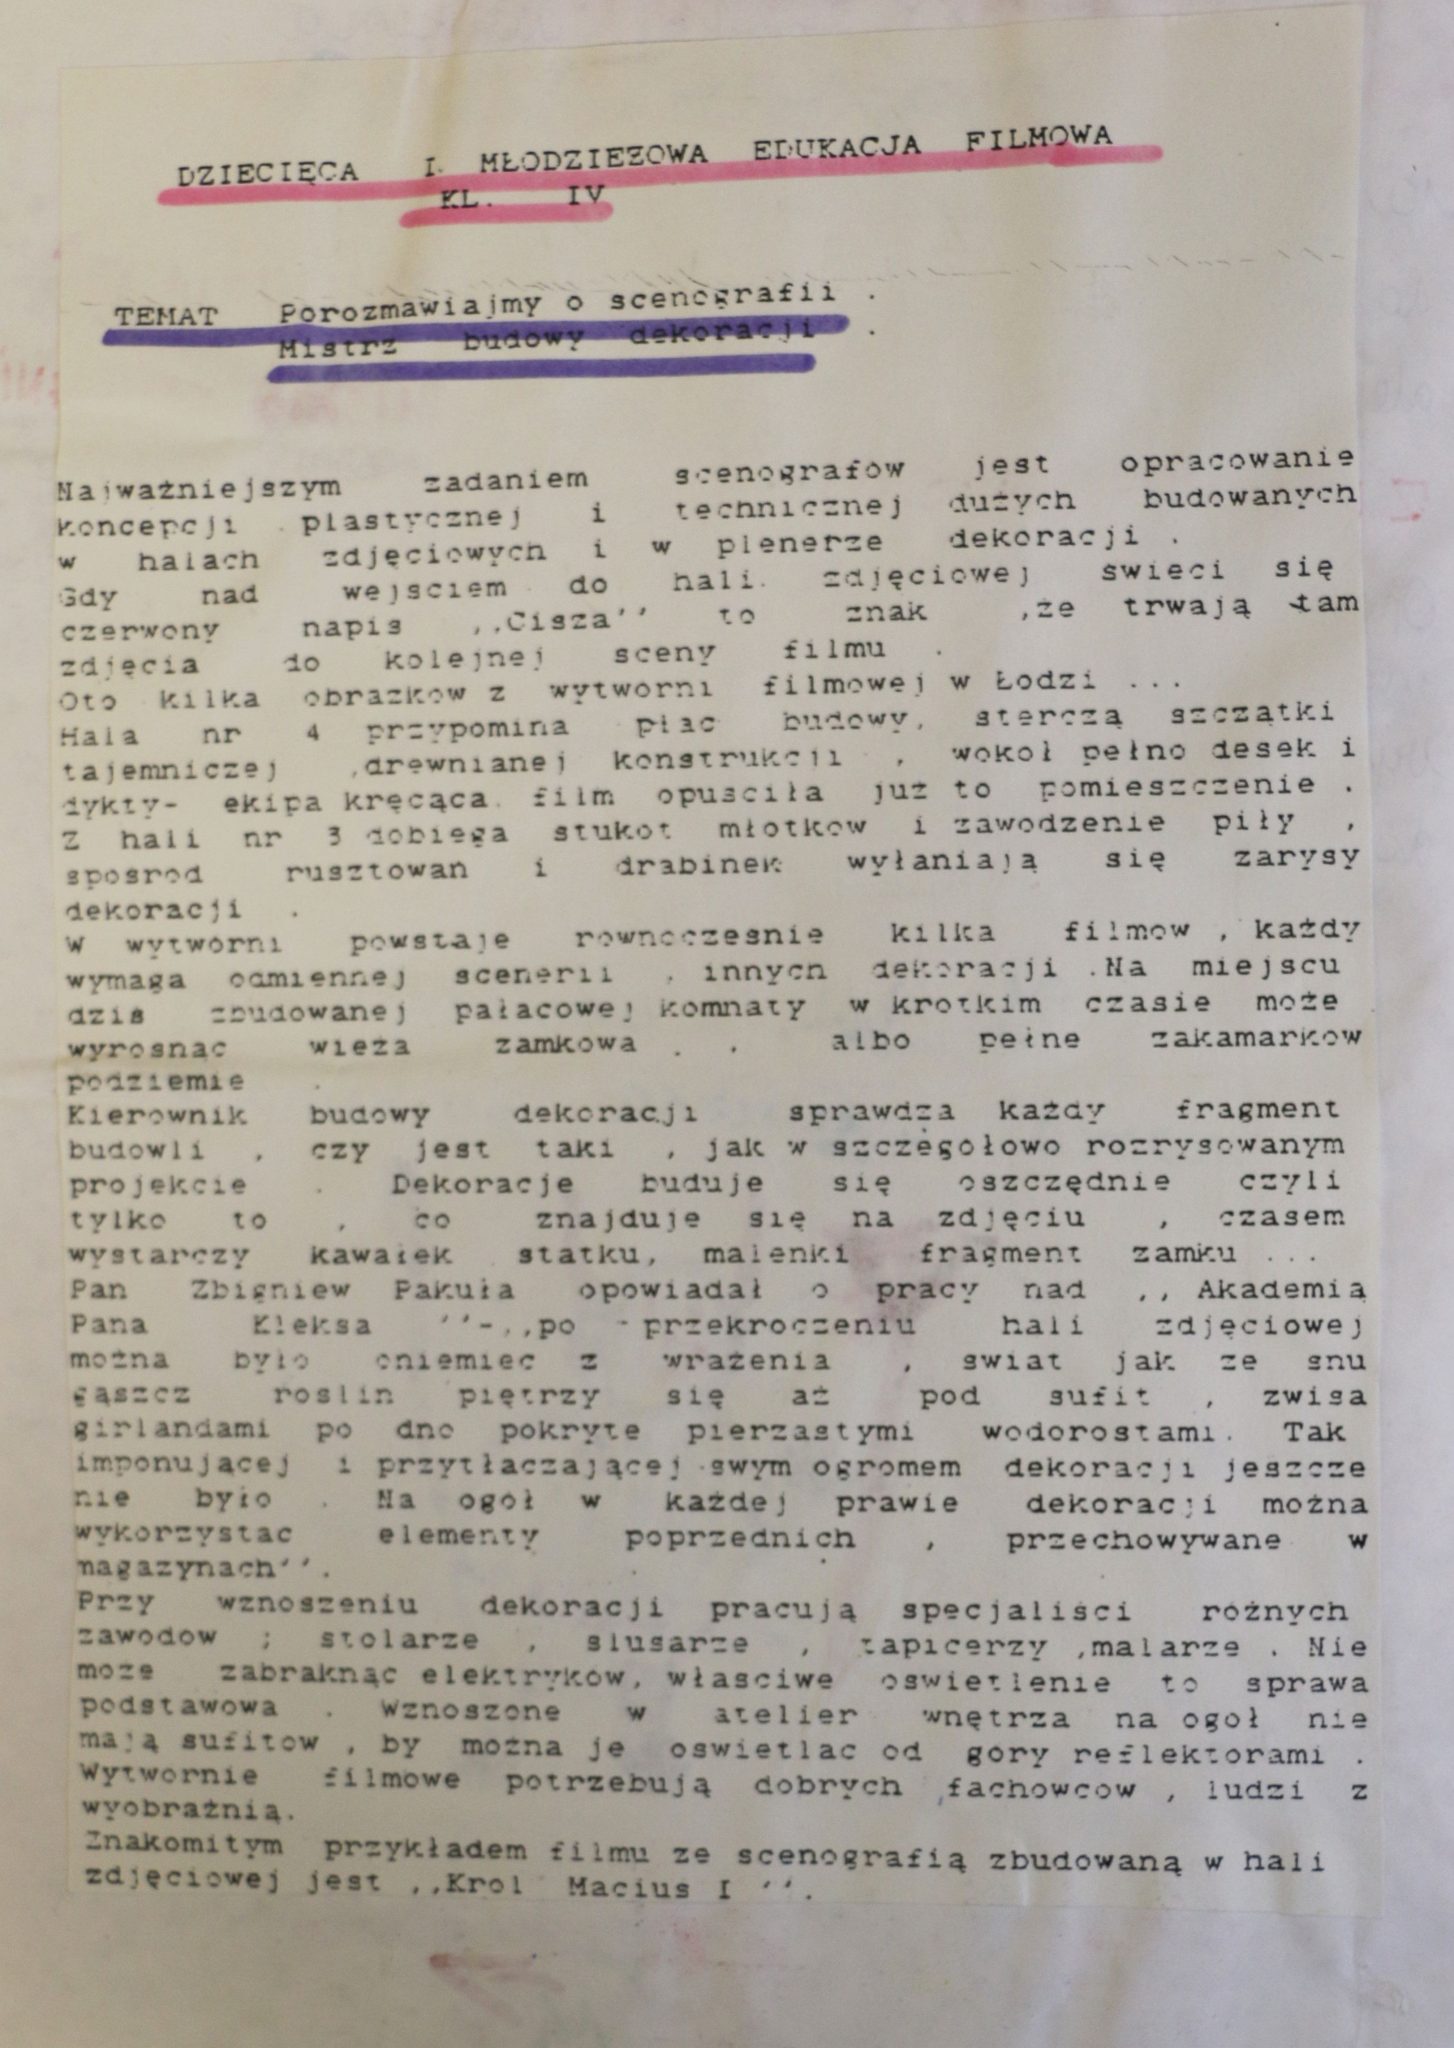 DZIECIĘCA I MŁODZIEŻOWA EDUKACJA FILMOWA
KL. IV
TEMAT Porozmawiajmy o scenografii .
Mistrz budowy dekoracji .
Najważniejszym zadaniem scenografow jest opracowanie
koncepcji plastycznej i technicznej dużych budowanych
w halach zdjęciowych i w plenerze dekoracji .
Gdy nad wejsciem do hali zdjęciowej swieci się
czerwony napis ,,Cisza'' to znak ,ze trwają tam
zdjęcia do kolejnej sceny filmu .
Oto kilka obrazkow z wytworni filmowej w Łodzi ...
Hala nr 4 przypomina plac budowy, sterczą szczątki
tajemniczej ,drewnianej konstrukcji , wokoł pełno desek i
dykty- ekipa kręcąca film opusciła juz to pomieszczenie .
Z hali nr 3 dobiega stukot młotkow i zawodzenie piły ,
sposrod rusztowan i drabinek wyłaniają się zarysy
dekoracji .
W wytworni powstaje rownoczesnie kilka filmow , każdy
wymaga odmiennej scenerii , innych dekoracji .Na miejscu
dzis zbudowanej pałacowej komnaty w krotkim czasie może
wyrosnąc wieża zamkowa . . albo pełne zakamarkow
podziemie .
Kierownik budowy dekoracji sprawdza każdy fragment
budowli , czy jest taki , jak w szczegołowo rozrysowanym
projekcie . Dekoracje buduje się oszczędnie czyli
tylko to , co znajduje się na zdjęciu , czasem
wystarczy kawałek statku, malenki fragment zamku ...
Pan Zbigniew Pakuła opowiadał o pracy nad ,, Akademią
Pana Kleksa ''-,,po przekroczeniu hali zdjęciowej
można było oniemiec z wrażenia , swiat jak ze snu
gąszcz roslin piętrzy się aż pod sufit , zwisa
girlandami po dno pokryte pierzastymi wodorostami. Tak
imponującej i przytłaczającej swym ogromem dekoracji jeszcze
nie było . Na ogoł w każdej prawie dekoracji można
wykorzystac elementy poprzednich , przechowywane w
magazynach''.
Przy wznoszeniu dekoracji pracują specjalisci rożnych
zawodow ; stolarze , slusarze , tapicerzy ,malarze . Nie
może zabraknąc elektrykow, własciwe oswietlenie to sprawa
podstawowa . Wznoszone w atelier wnętrza na ogoł nie
mają sufitow , by można je oswietlac od gory reflektorami .
Wytwornie filmowe potrzebują dobrych fachowcow , ludzi z
wyobraźnią.
Znakomitym przykładem filmu ze scenografią zbudowaną w hali
zdjęciowej jest ,,Krol Macius I ''.